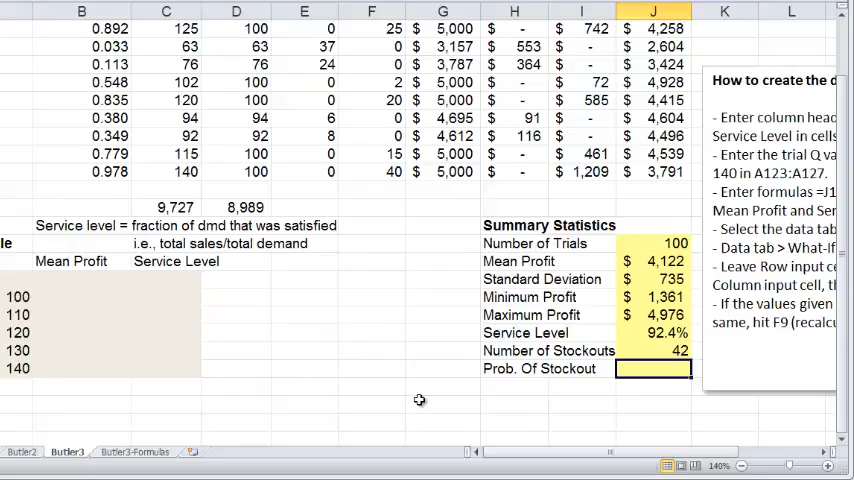 B C D E F G H I J K L
0.892 125 100 0 25 $ 5,000 $ - $ 742 $ 4,258
0.033 63 63 37 0 $ 3,157 $ 553 $ - $ 2,604
0.113 76 76 24 0 $ 3,787 $ 364 $ - $ 3,424
0.548 102 100 0 2 $ 5,000 $ - $ 72 $ 4,928
0.835 120 100 0 20 $ 5,000 $ - $ 585 $ 4,415
0.380 94 94 6 0 $ 4,695 $ 91 $ - $ 4,604
0.349 92 92 8 0 $ 4,612 $ 116 $ - $ 4,496
0.779 115 100 0 15 $ 5,000 $ - $ 461 $ 4,539
0.978 140 100 0 40 $ 5,000 $ - $ 1,209 $ 3,791
9,727 8,989
Service level = fraction of dmd that was satisfied
le i.e., total sales/total demand
Mean Profit Service Level
100
110
120
130
140
Summary Statistics
Number of Trials 100
Mean Profit $ 4,122
Standard Deviation $ 735
Minimum Profit $ 1,361
Maximum Profit $ 4,976
Service Level 92.4%
Number of Stockouts 42
Prob. Of Stockout
How to create the d
- Enter column head
Service Level in cells
- Enter the trial Q va
140 in A123:A127.
- Enter formulas =J1
Mean Profit and Ser
- Select the data tab
- Data tab > What-If
- Leave Row input ce
Column input cell, th
- If the values given
same, hit F9 (recalcu
Butler2 Butler3 Butler3-Formulas
140%